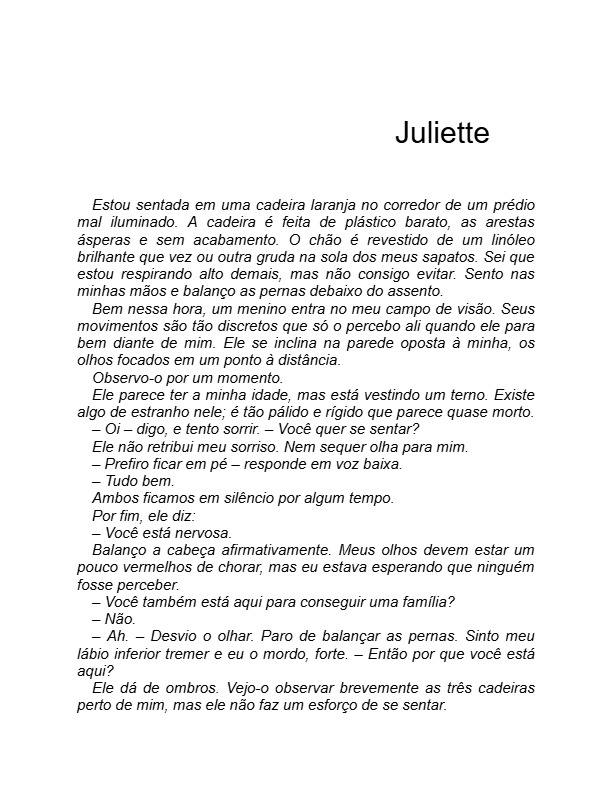 Juliette
Estou sentada em uma cadeira laranja no corredor de um prédio
mal iluminado. A cadeira é feita de plástico barato, as arestas
ásperas e sem acabamento. O chão é revestido de um linóleo
brilhante que vez ou outra gruda na sola dos meus sapatos. Sei que
estou respirando alto demais, mas não consigo evitar. Sento nas
minhas mãos e balanço as pernas debaixo do assento.
Bem nessa hora, um menino entra no meu campo de visão. Seus
movimentos são tão discretos que só o percebo ali quando ele para
bem diante de mim. Ele se inclina na parede oposta à minha, os
olhos focados em um ponto à distância.
Observo-o por um momento.
Ele parece ter a minha idade, mas está vestindo um terno. Existe
algo de estranho nele; é tão pálido e rígido que parece quase morto.
– Oi – digo, e tento sorrir. – Você quer se sentar?
Ele não retribui meu sorriso. Nem sequer olha para mim.
– Prefiro ficar em pé – responde em voz baixa.
– Tudo bem.
Ambos ficamos em silêncio por algum tempo.
Por fim, ele diz:
– Você está nervosa.
Balanço a cabeça afirmativamente. Meus olhos devem estar um
pouco vermelhos de chorar, mas eu estava esperando que ninguém
fosse perceber.
– Você também está aqui para conseguir uma família?
– Não.
– Ah. – Desvio o olhar. Paro de balançar as pernas. Sinto meu
lábio inferior tremer e eu o mordo, forte. – Então por que você está
aqui?
Ele dá de ombros. Vejo-o observar brevemente as três cadeiras
perto de mim, mas ele não faz um esforço de se sentar.